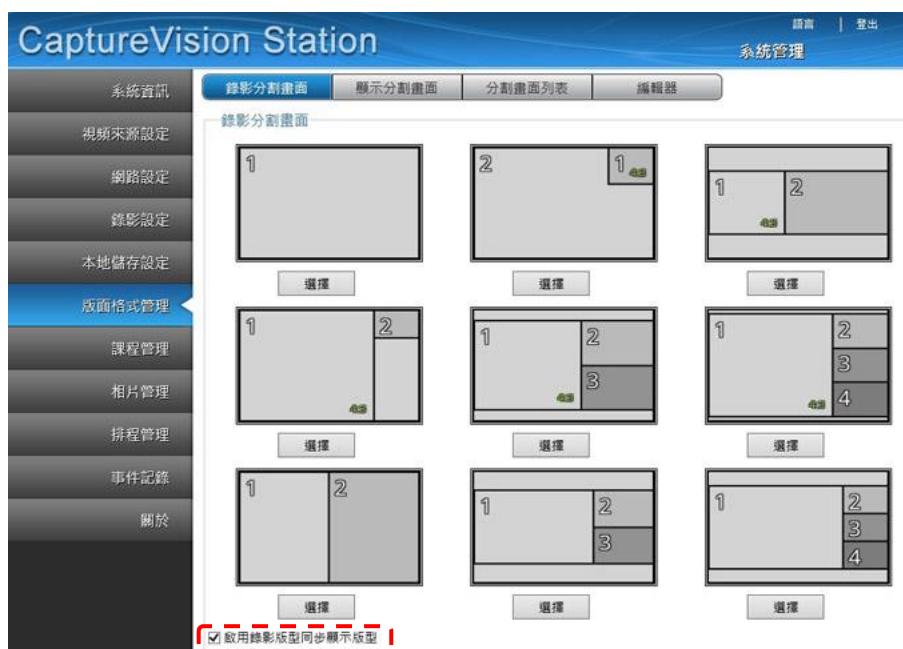 CaptureVision Station
語言 | 登出
系統管理
系統資訊
視頻來源設定
網路設定
錄影設定
本地儲存設定
版面格式管理
課程管理
相片管理
排程管理
事件記錄
關於
錄影分割畫面 顯示分割畫面 分割畫面列表 編輯器
錄影分割畫面
1
2 1 4:3
1 4:3 2
選擇 選擇 選擇
1 4:3 2
1 4:3 2 3
1 4:3 2 3 4
選擇 選擇 選擇
1 2
1 2 3
1 2 3 4
選擇 選擇 選擇
啟用錄影版型同步顯示版型